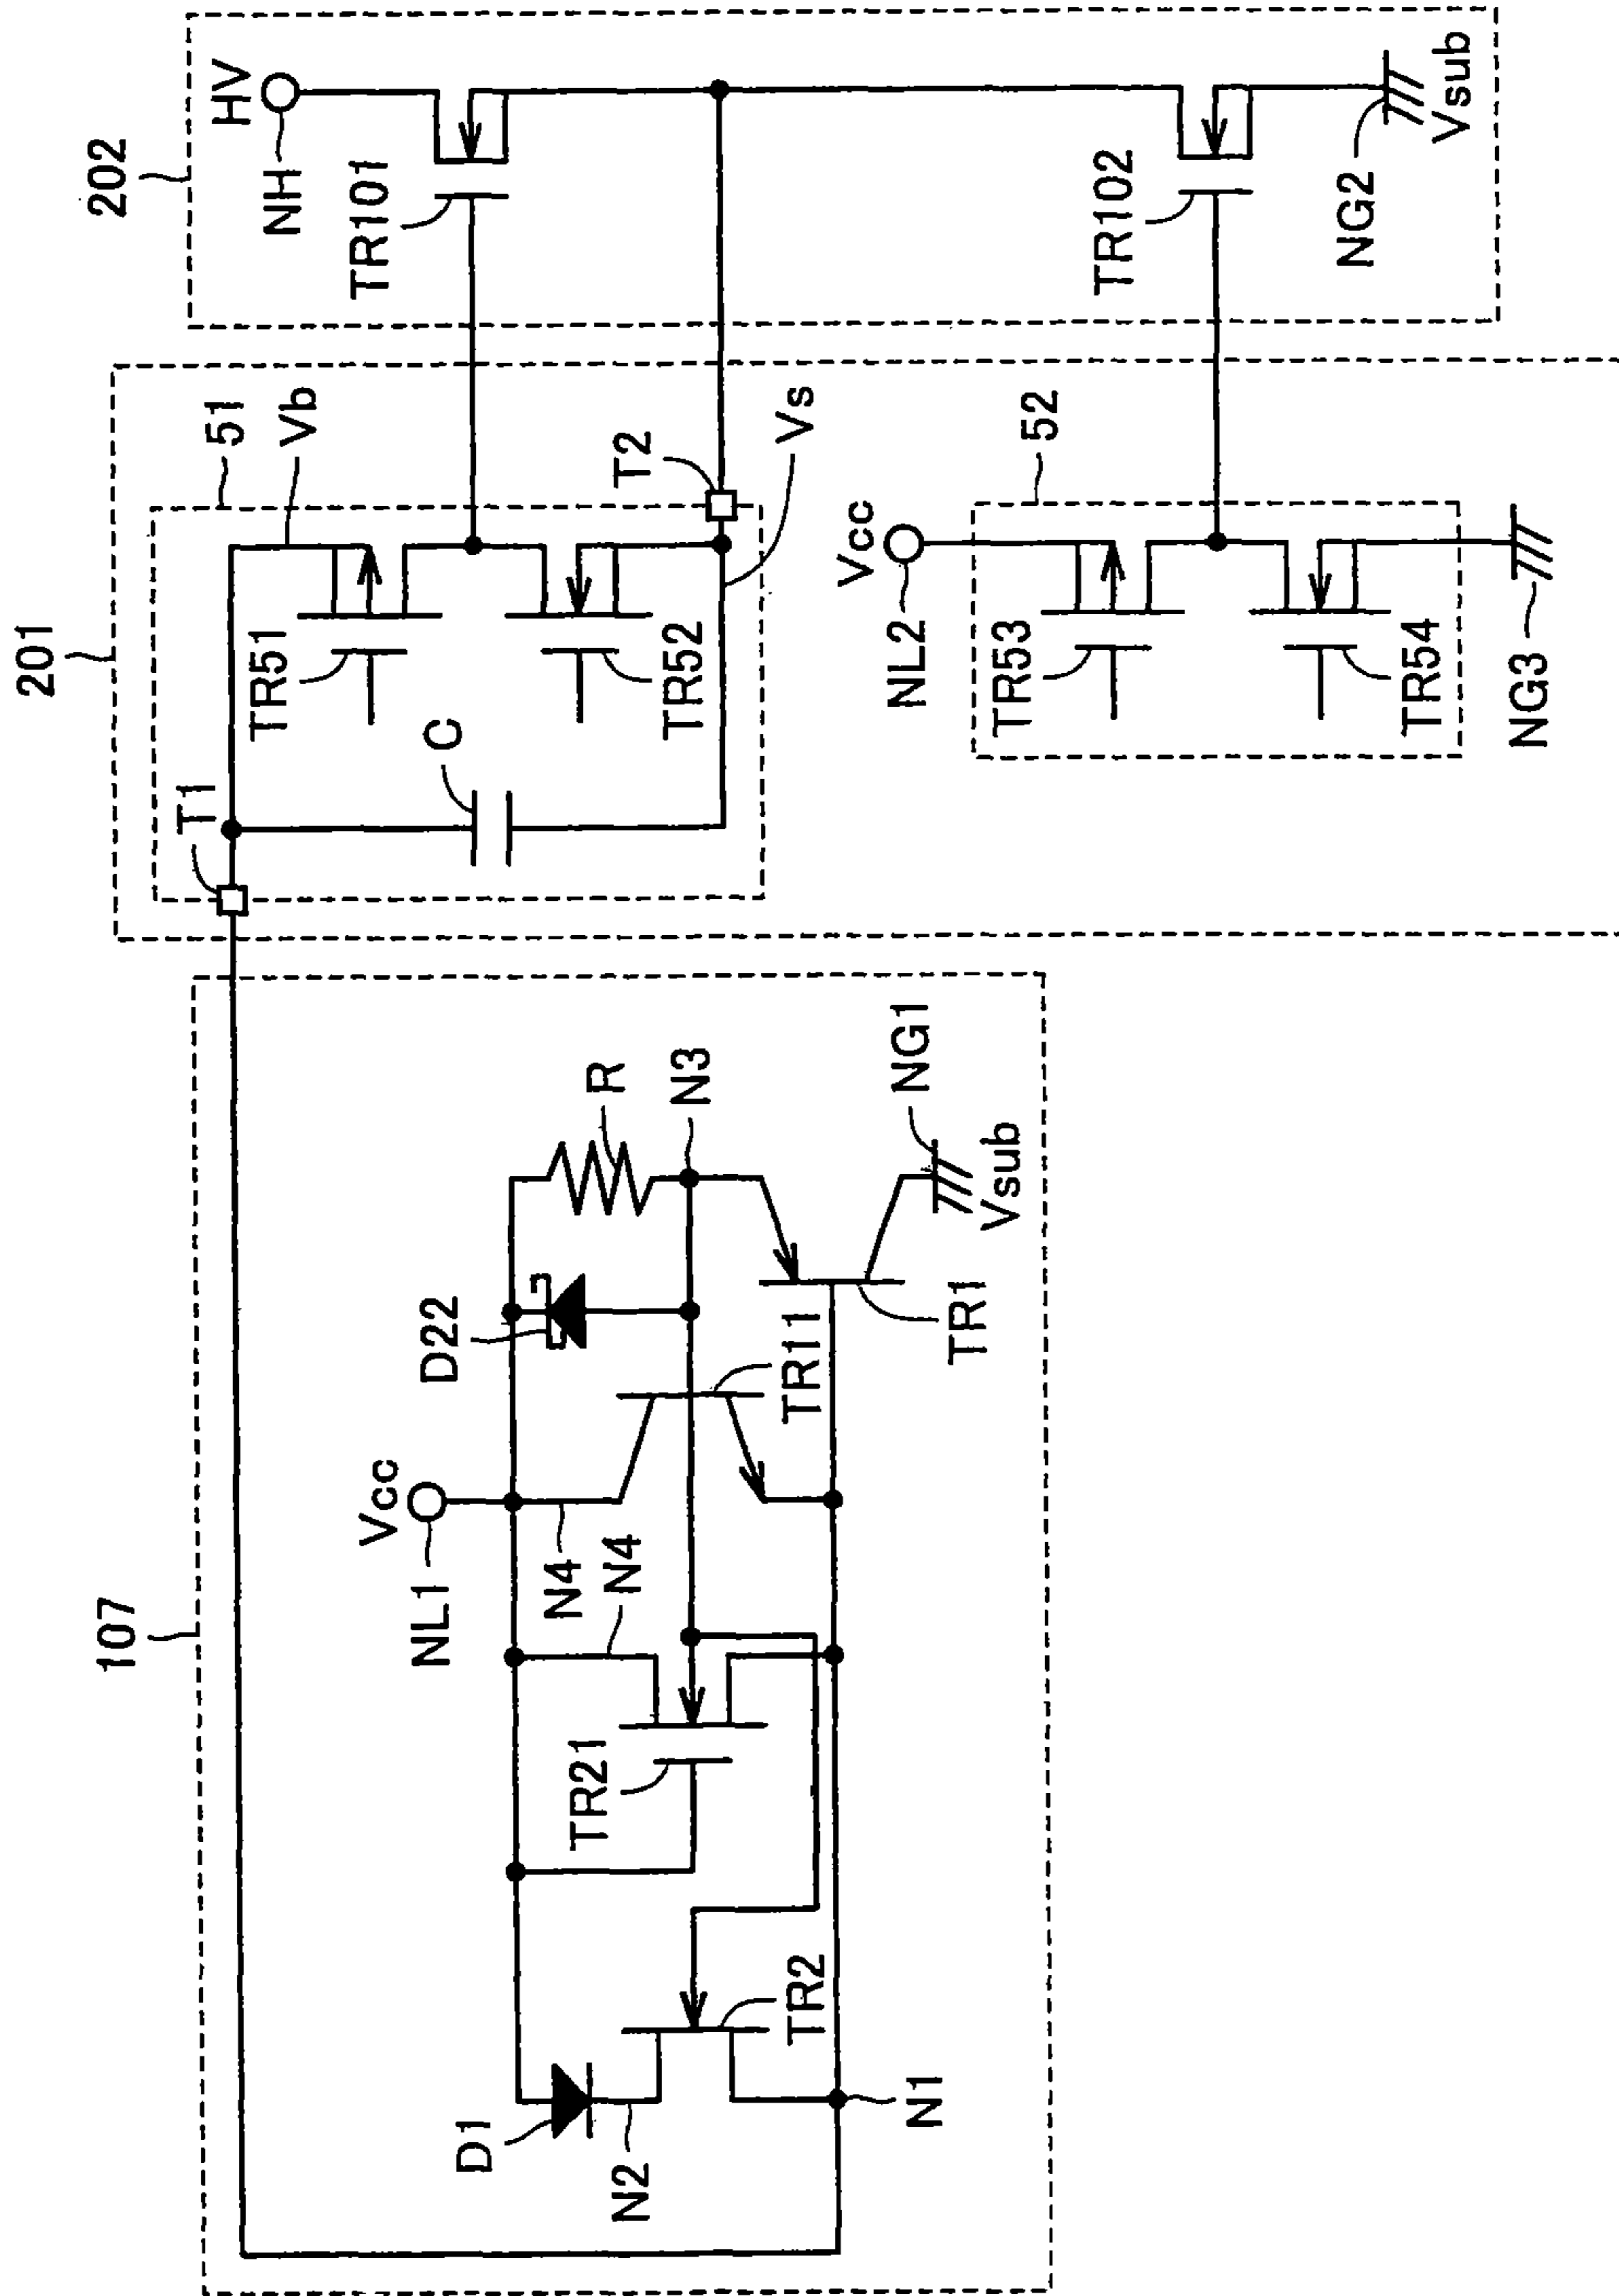 107
201
202
NL1
Vcc
D1
N2
TR2
N1
TR21
N4
N4
D22
TR11
TR1
R
N3
NG1
Vsub
T1
C
TR51
TR52
51
Vb
T2
Vs
Vcc
NL2
TR53
TR54
52
NG3
HV
NH
TR101
TR102
NG2
Vsub